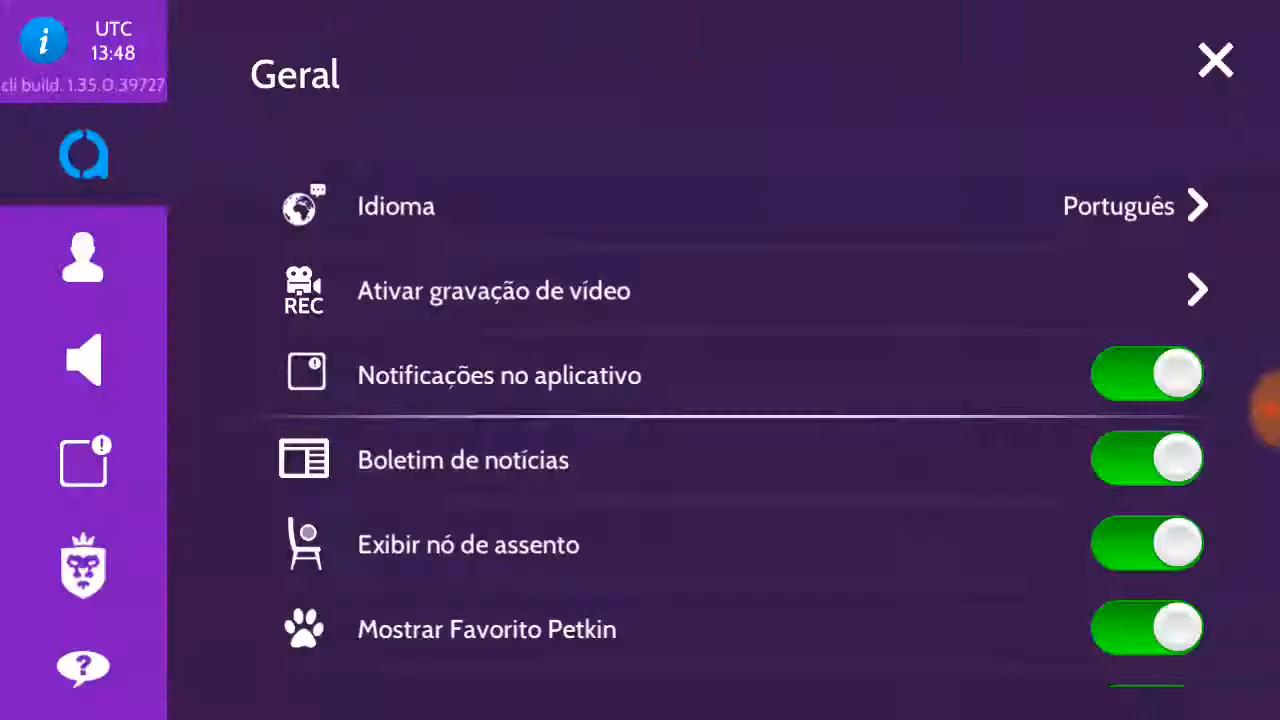 UTC
13:48
cli build. 1.35.0.39727
Geral
Idioma
Português
REC
Ativar gravação de vídeo
Notificações no aplicativo
Boletim de notícias
Exibir nó de assento
Mostrar Favorito Petkin